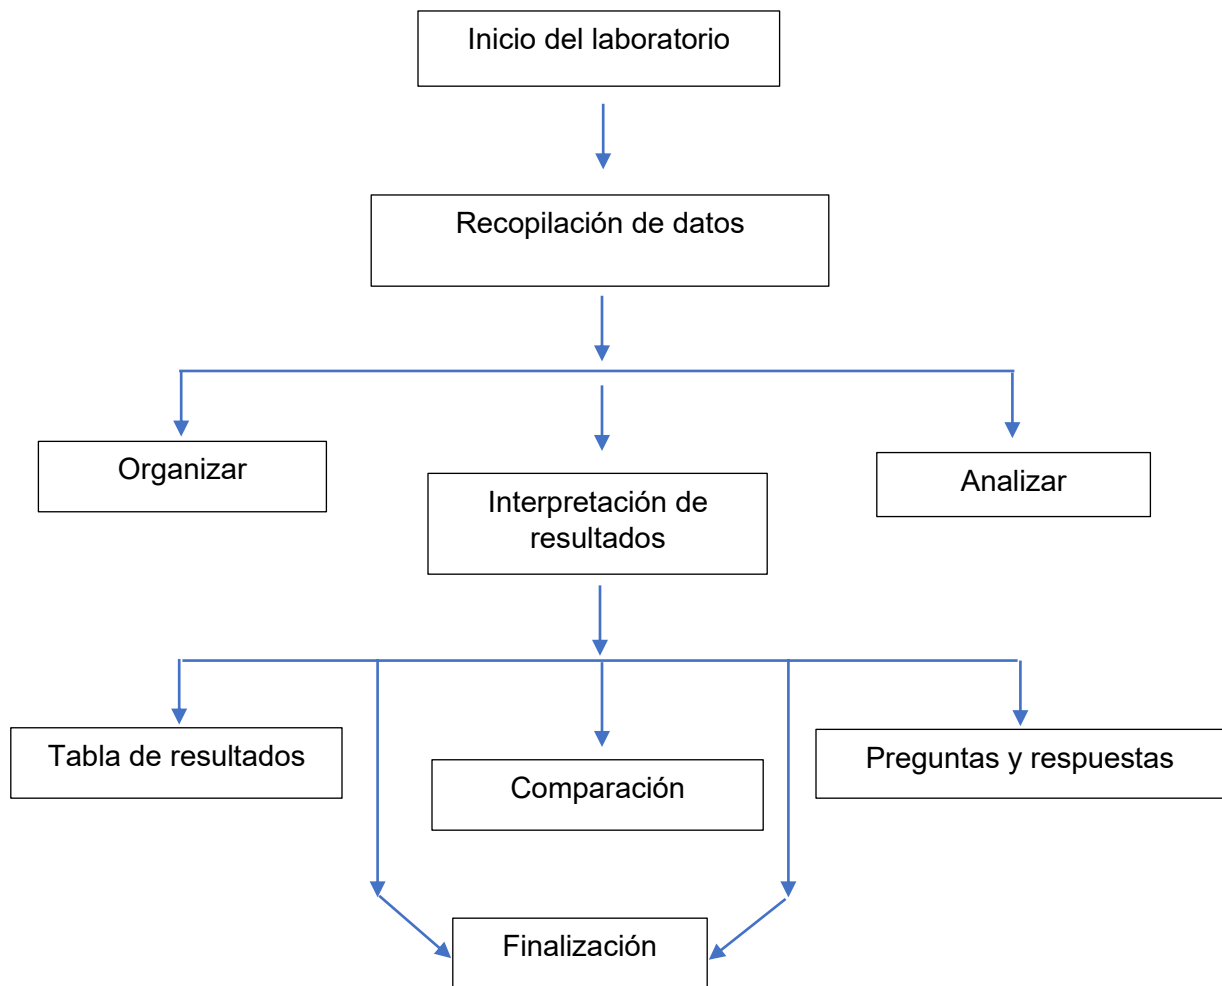 Inicio del laboratorio
Recopilación de datos
Organizar
Interpretación de
resultados
Analizar
Tabla de resultados
Comparación
Preguntas y respuestas
Finalización